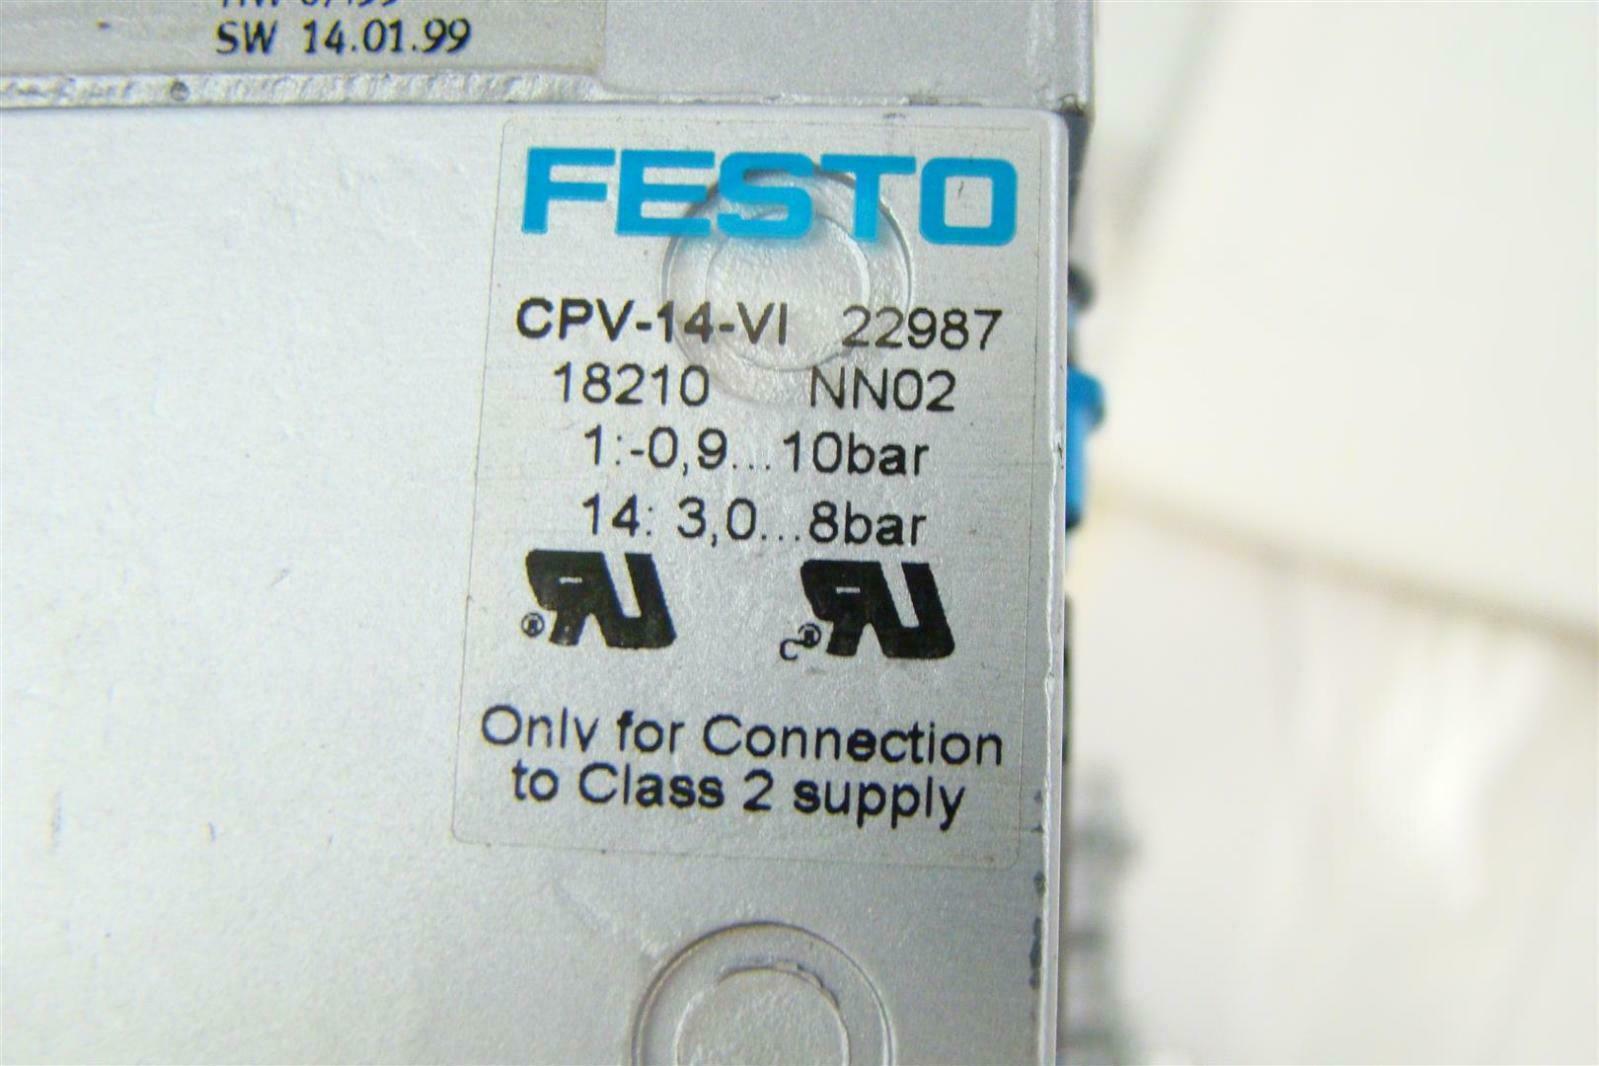 SW 14.01.99
FESTO
CPV-14-VI 22987
18210 NN02
1:-0,9...10bar
14: 3,0...8bar
Only for Connection
to Class 2 supply